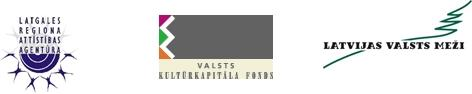 LATGALES
REĢIONA
ATTĪSTĪBAS
AĢENTŪRA
VALSTS
KULTŪRKAPITĀLA FONDS
LATVIJAS VALSTS MEŽI